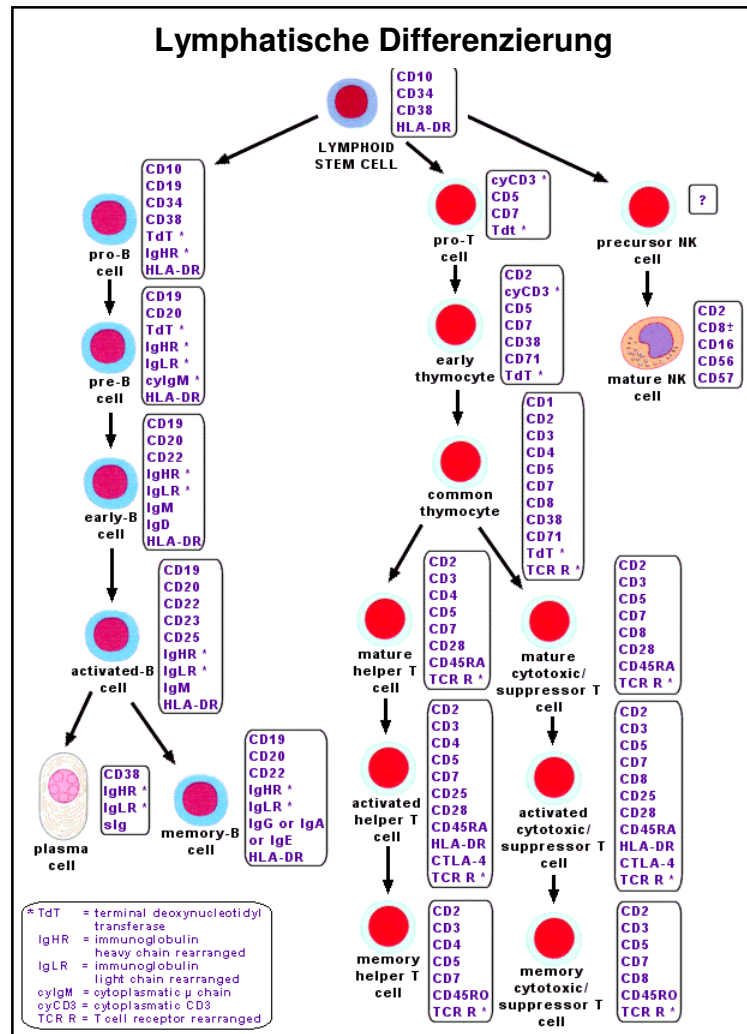 Lymphatische Differenzierung
CD10
CD34
CD38
HLA-DR
LYMPHOID
STEM CELL
CD10
CD19
CD34
CD38
TdT *
IgHR *
HLA-DR
pro-B
cell
cyCD3 *
CD5
CD7
Tdt *
pro-T
cell
?
precursor NK
cell
CD19
CD20
TdT *
IgHR *
IgLR *
cyIgM *
HLA-DR
pre-B
cell
CD2
cyCD3 *
CD5
CD7
CD38
CD71
TdT *
early
thymocyte
CD2
CD8±
CD16
CD56
CD57
mature NK
cell
CD19
CD20
CD22
IgHR *
IgLR *
IgM
IgD
HLA-DR
early-B
cell
CD1
CD2
CD3
CD4
CD5
CD7
CD8
CD38
CD71
TdT *
TCR R *
common
thymocyte
CD19
CD20
CD22
CD23
CD25
IgHR *
IgLR *
IgM
HLA-DR
activated-B
cell
CD2
CD3
CD4
CD5
CD7
CD28
CD45RA
TCR R *
mature
helper T
cell
CD2
CD3
CD5
CD7
CD8
CD28
CD45RA
TCR R *
mature
cytotoxic/
suppressor T
cell
CD38
IgHR *
IgLR *
sIg
plasma
cell
CD19
CD20
CD22
IgHR *
IgLR *
IgG or IgA
or IgE
HLA-DR
memory-B
cell
CD2
CD3
CD4
CD5
CD7
CD25
CD28
CD45RA
HLA-DR
CTLA-4
TCR R *
activated
helper T
cell
CD2
CD3
CD5
CD7
CD8
CD25
CD28
CD45RA
HLA-DR
CTLA-4
TCR R *
activated
cytotoxic/
suppressor T
cell
CD2
CD3
CD4
CD5
CD7
CD45RO
TCR R *
memory
helper T
cell
CD2
CD3
CD5
CD7
CD8
CD45RO
TCR R *
memory
cytotoxic/
suppressor T
cell
* TdT = terminal deoxynucleotidyl
transferase
IgHR = immunoglobulin
heavy chain rearranged
IgLR = immunoglobulin
light chain rearranged
cyIgM = cytoplasmatic µ chain
cyCD3 = cytoplasmatic CD3
TCR R = T cell receptor rearranged